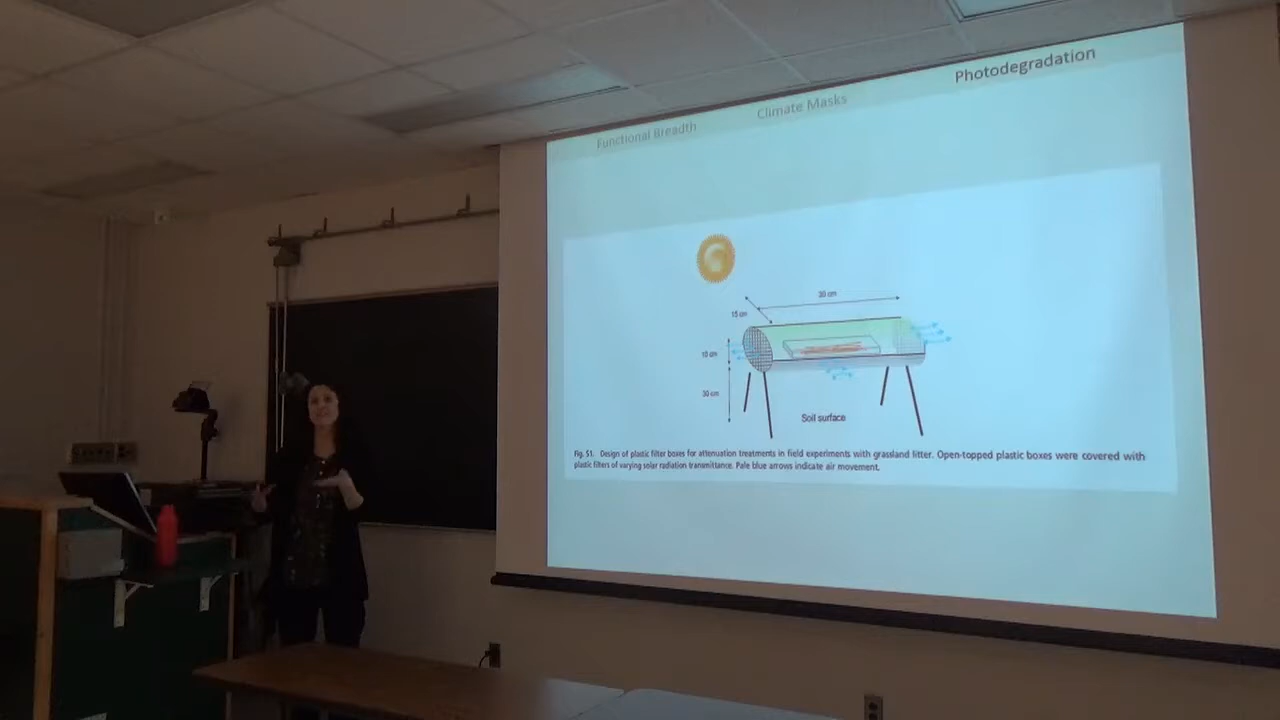 Functional Breadth
Climate Masks
Photodegradation
30 cm
15 cm
10 cm
30 cm
Soil surface
Fig. S1. Design of plastic filter boxes for attenuation treatments in field experiments with grassland litter. Open-topped plastic boxes were covered with
plastic filters of varying solar radiation transmittance. Pale blue arrows indicate air movement.